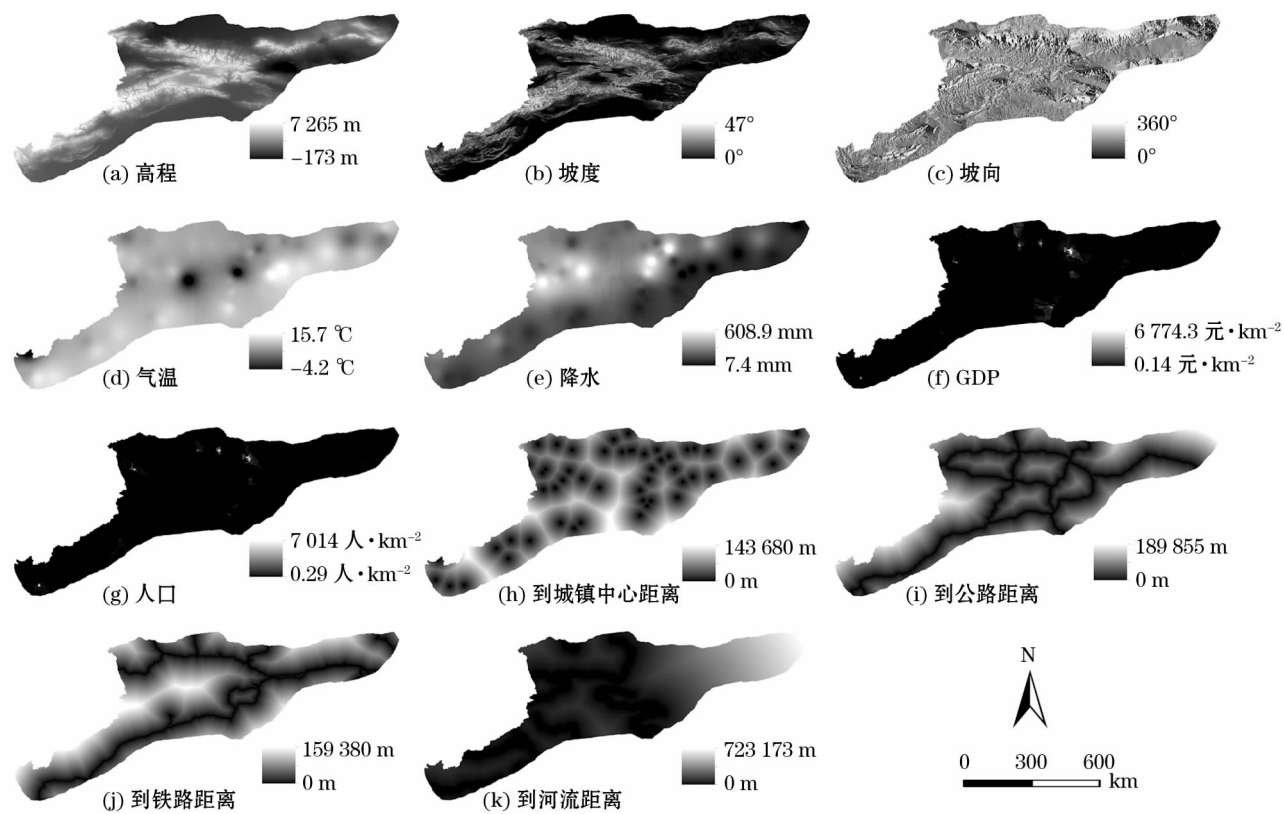 7 265 m
−173 m
(a) 高程
47°
0°
(b) 坡度
360°
0°
(c) 坡向
15.7 ℃
−4.2 ℃
(d) 气温
608.9 mm
7.4 mm
(e) 降水
6 774.3 元·km⁻²
0.14 元·km⁻²
(f) GDP
7 014 人·km⁻²
0.29 人·km⁻²
(g) 人口
143 680 m
0 m
(h) 到城镇中心距离
189 855 m
0 m
(i) 到公路距离
159 380 m
0 m
(j) 到铁路距离
723 173 m
0 m
(k) 到河流距离
N
0 300 600
km